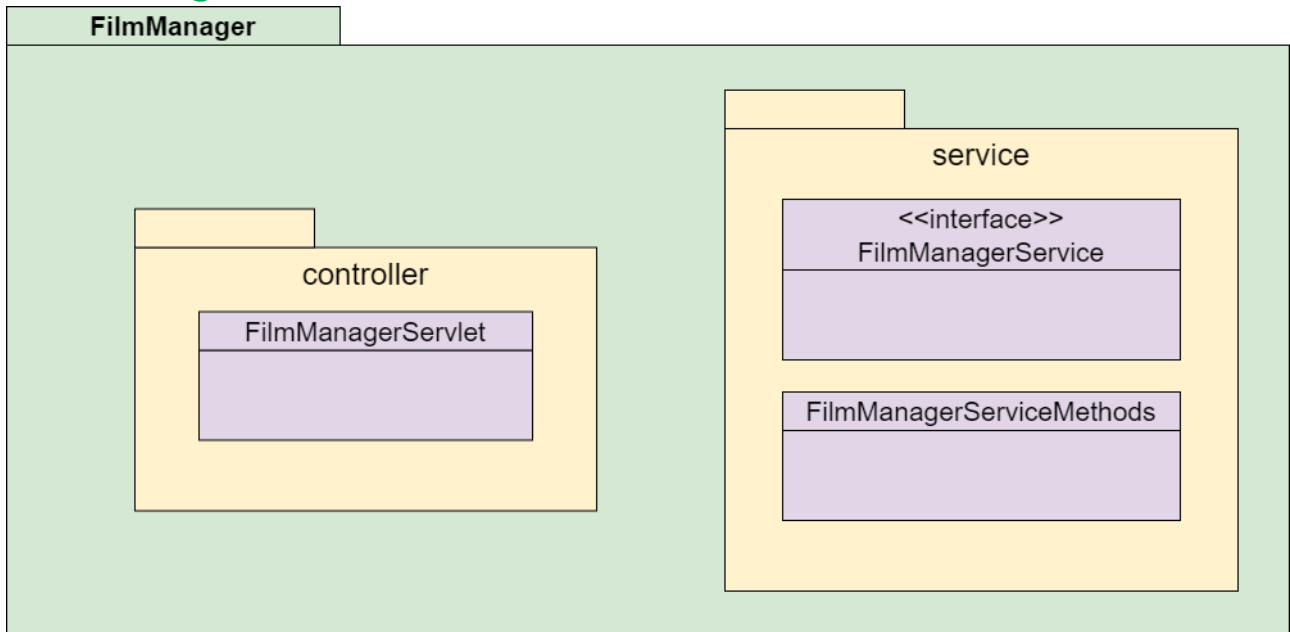 FilmManager
controller
FilmManagerServlet
service
<<interface>>
FilmManagerService
FilmManagerServiceMethods